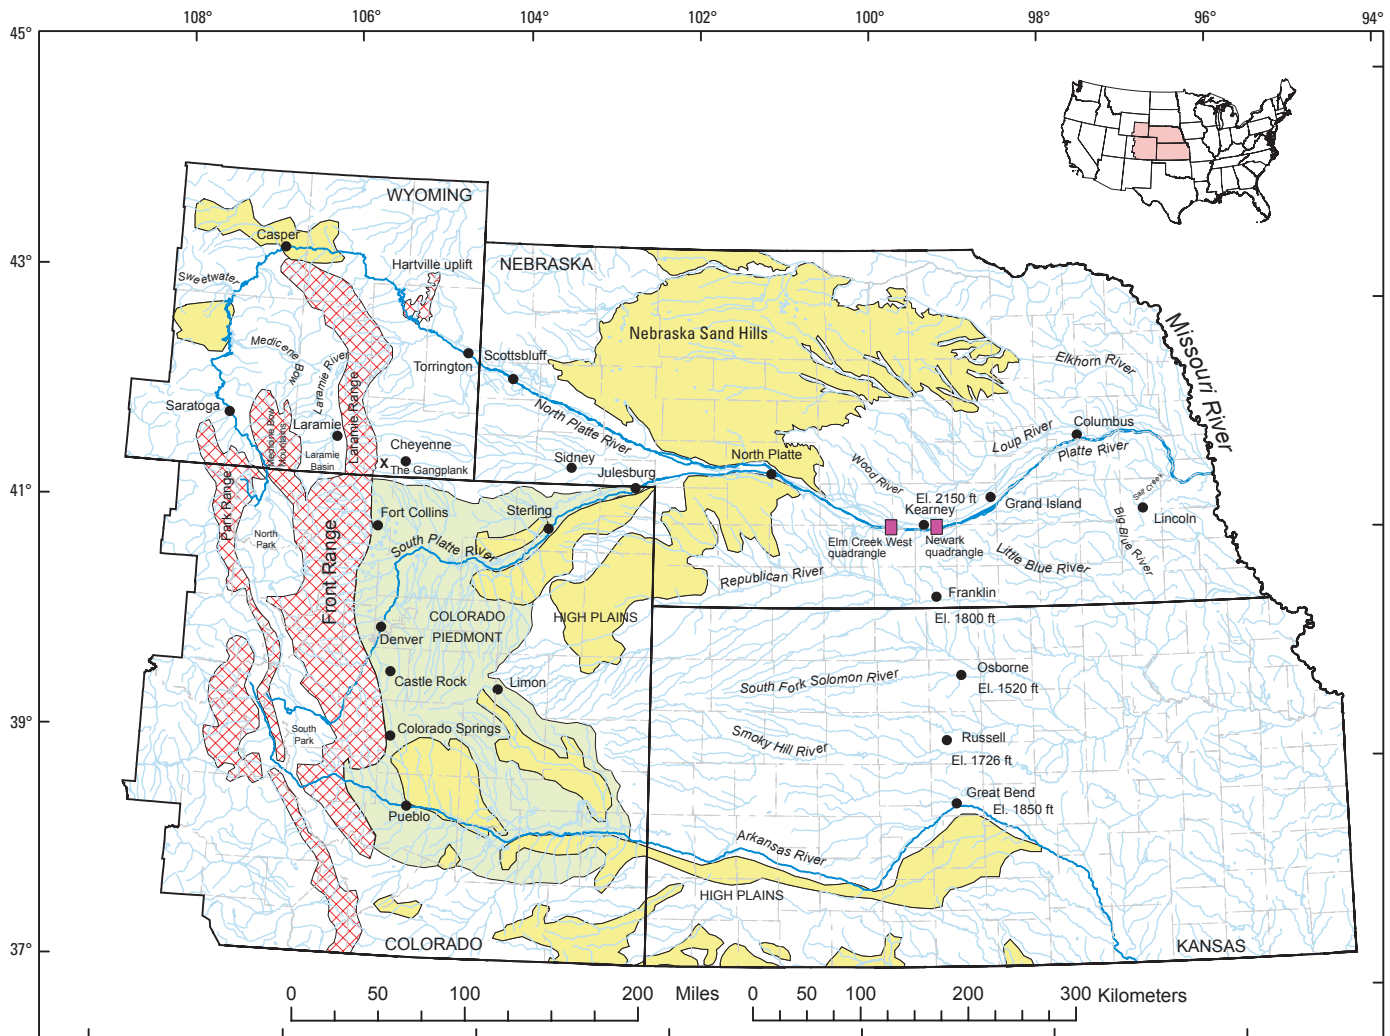 108°
106°
104°
102°
100°
98°
96°
94°
45°
43°
41°
39°
37°
WYOMING
Casper
Hartville uplift
Sweetwater
NEBRASKA
Nebraska Sand Hills
Missouri River
Medicine
Bow
Laramie River
Laramie Range
Torrington
Scottsbluff
Elkhorn River
Saratoga
Medicine Bow
Mountains
Laramie
Laramie
Basin
Cheyenne
x
The Gangplank
North Platte River
Sidney
Julesburg
North Platte
Wood River
Loup River
Columbus
Platte River
Salt Creek
Lincoln
Big Blue River
El. 2150 ft
Kearney
Grand Island
Elm Creek West
quadrangle
Newark
quadrangle
Little Blue River
Park Range
North
Park
Front Range
Fort Collins
Sterling
South Platte River
Republican River
Franklin
El. 1800 ft
COLORADO
PIEDMONT
HIGH PLAINS
Denver
Castle Rock
Limon
Osborne
El. 1520 ft
South Fork Solomon River
South
Park
Colorado Springs
Smoky Hill River
Russell
El. 1726 ft
Great Bend
El. 1850 ft
Pueblo
Arkansas River
HIGH PLAINS
COLORADO
KANSAS
0
50
100
200
Miles
0
50
100
200
300
Kilometers